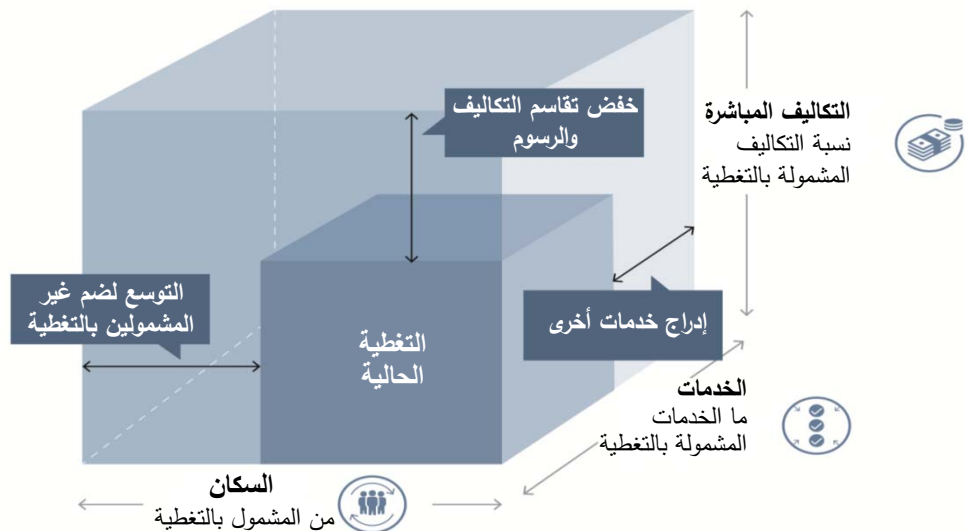 خفض تقاسم التكاليف
والرسوم
التكاليف المباشرة
نسبة التكاليف
المشمولة بالتغطية
التوسع لضم غير
المشمولين بالتغطية
إدراج خدمات أخرى
التغطية
الحالية
الخدمات
ما الخدمات
المشمولة بالتغطية
السكان
من المشمول بالتغطية